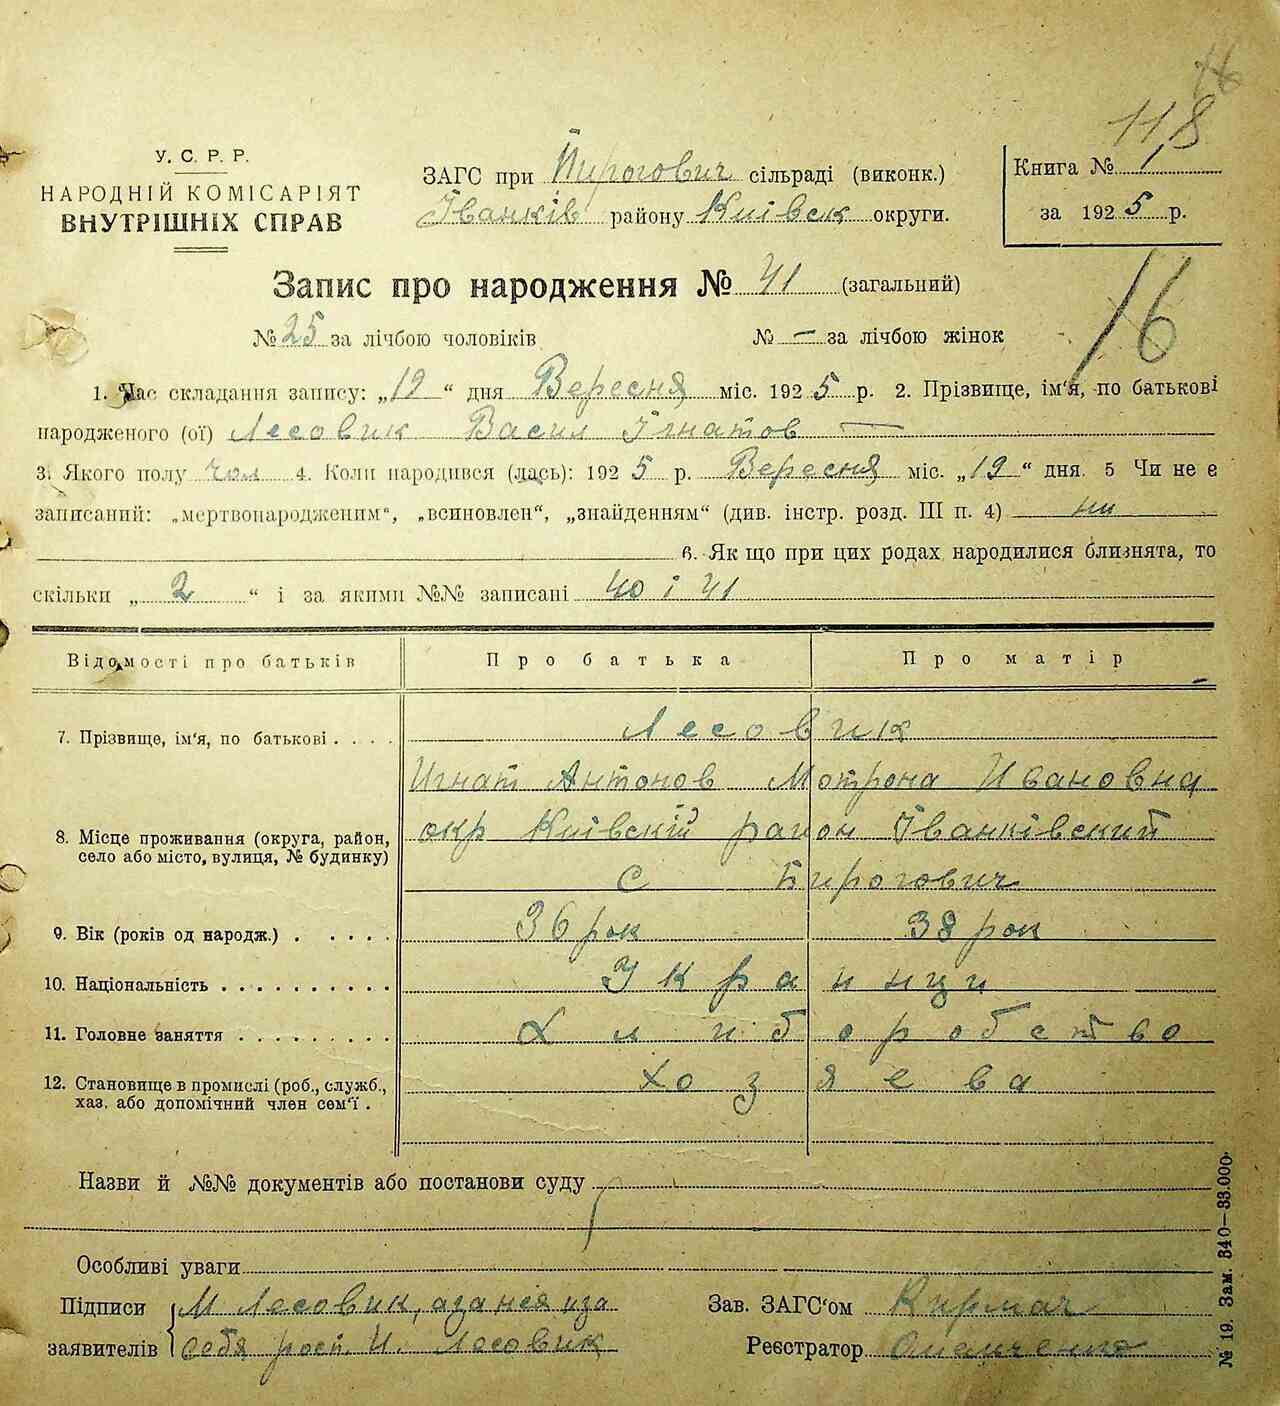 118
У. С. Р. Р.
НАРОДНІЙ КОМІСАРІЯТ
ВНУТРІШНІХ СПРАВ
ЗАГС при Пирогович сільраді (виконк.)
Іванків району Київск округи.
Книга № 1
за 1925 р.
Запис про народження № 41 (загальний)
№ 25 за лічбою чоловіків
№ — за лічбою жінок
16
1. Час складання запису: „19“ дня Вересня міс. 1925 р. 2. Прізвище, ім'я, по батькові
народженого (ої) Лесовик Васил Ігнатов —
3. Якого полу чол 4. Коли народився (лась): 1925 р. Вересня міс. „19“ дня. 5 Чи не є
записаний: „мертвонародженим“, „всиновлен“, „знайденням“ (див. інстр. розд. III п. 4) ни
6. Як що при цих родах народилися близнята, то
скільки „2“ і за якими №№ записані 40 і 41
Відомості про батьків
Про батька
Про матір
7. Прізвище, ім'я, по батькові . . . .
Лесовик
Игнат Антонов Мотрона Ивановна
8. Місце проживання (округа, район,
село або місто, вулиця, № будинку)
окр Київскій район Іванківский
с Пирогович
9. Вік (років од народж.) . . . . .
36 рок
38 рок
10. Національність . . . . . . . . . .
Украинци
11. Головне заняття . . . . . . . . .
Хлиборобство
12. Становище в промислі (роб., служб.,
хаз. або допомічний член сем'ї .
хозяева
Назви й №№ документів або постанови суду
Особливі уваги
Підписи
заявителів
М Лесовик, а за нея и за
себя росп. И. Лесовик
Зав. ЗАГС'ом
Реєстратор
№ 19. Зам. 340—33.000.